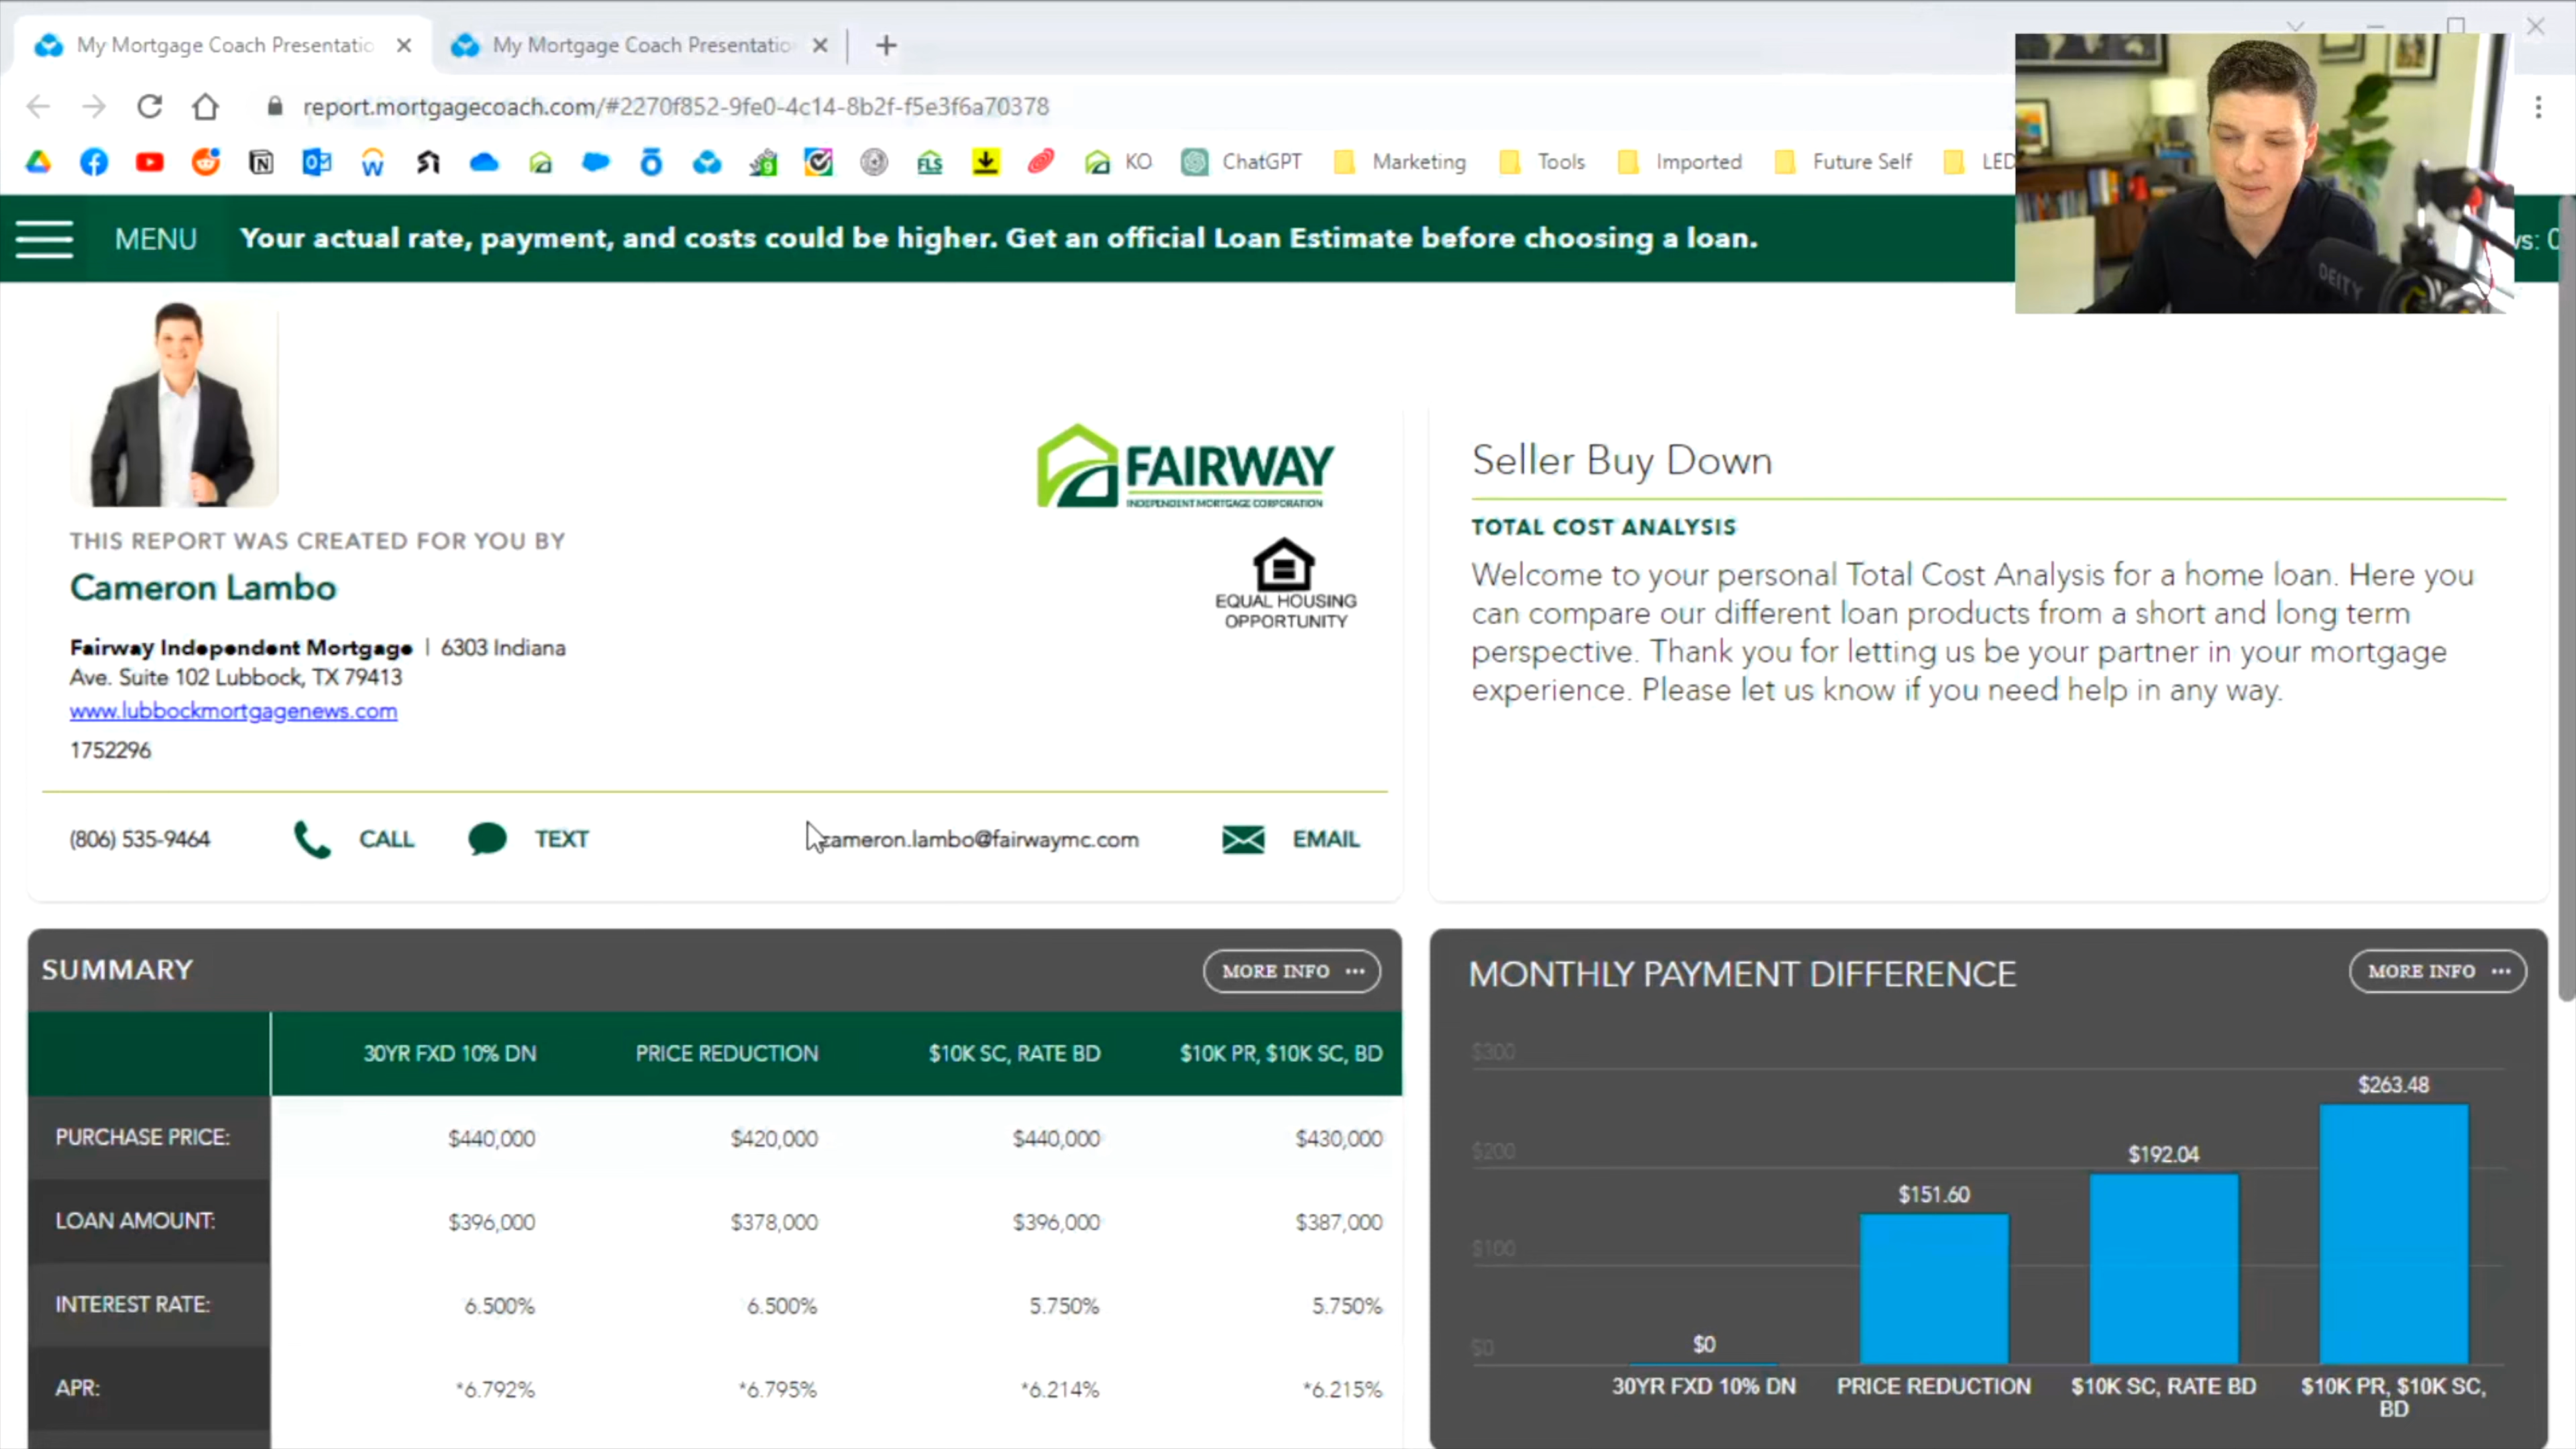 My Mortgage Coach Presentatio
My Mortgage Coach Presentatio
report.mortgagecoach.com/#2270f852-9fe0-4c14-8b2f-f5e3f6a70378
FLS
KO
ChatGPT
Marketing
Tools
Imported
Future Self
LED
MENU
Your actual rate, payment, and costs could be higher. Get an official Loan Estimate before choosing a loan.
vs: 0
DEITY
FAIRWAY
INDEPENDENT MORTGAGE CORPORATION
EQUAL HOUSING
OPPORTUNITY
THIS REPORT WAS CREATED FOR YOU BY
Cameron Lambo
Fairway Independent Mortgage | 6303 Indiana
Ave. Suite 102 Lubbock, TX 79413
www.lubbockmortgagenews.com
1752296
(806) 535-9464 CALL TEXT cameron.lambo@fairwaymc.com EMAIL
Seller Buy Down
TOTAL COST ANALYSIS
Welcome to your personal Total Cost Analysis for a home loan. Here you
can compare our different loan products from a short and long term
perspective. Thank you for letting us be your partner in your mortgage
experience. Please let us know if you need help in any way.
SUMMARY MORE INFO ...
30YR FXD 10% DN PRICE REDUCTION $10K SC, RATE BD $10K PR, $10K SC, BD
PURCHASE PRICE: $440,000 $420,000 $440,000 $430,000
LOAN AMOUNT: $396,000 $378,000 $396,000 $387,000
INTEREST RATE: 6.500% 6.500% 5.750% 5.750%
APR: *6.792% *6.795% *6.214% *6.215%
MONTHLY PAYMENT DIFFERENCE MORE INFO ...
$300
$263.48
$200
$192.04
$151.60
$100
$0
$0
30YR FXD 10% DN PRICE REDUCTION $10K SC, RATE BD $10K PR, $10K SC,
BD